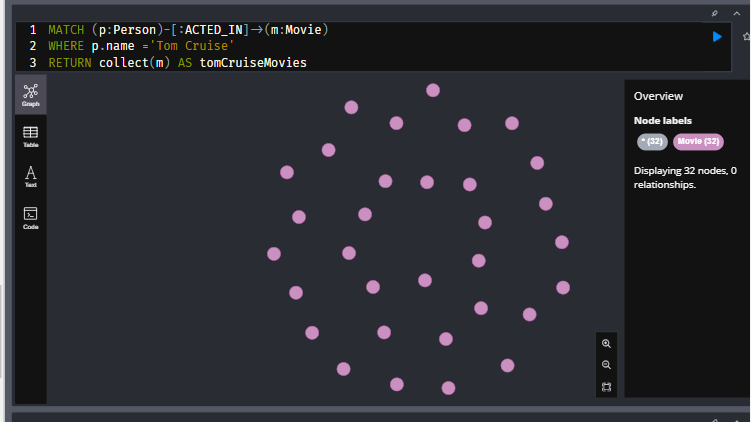 1 MATCH (p:Person)-[:ACTED_IN]->(m:Movie)
2 WHERE p.name ='Tom Cruise'
3 RETURN collect(m) AS tomCruiseMovies
Graph
Table
A
Text
Code
Overview
Node labels
* (32) Movie (32)
Displaying 32 nodes, 0
relationships.